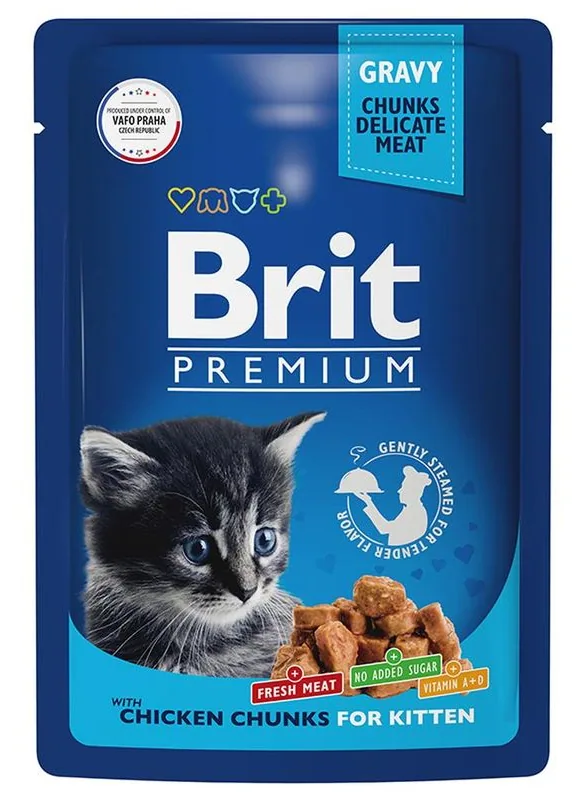 PRODUCED UNDER CONTROL OF
VAFO PRAHA
CZECH REPUBLIC
GRAVY
CHUNKS
DELICATE
MEAT
Brit
PREMIUM
GENTLY STEAMED FOR TENDER FLAVOR
FRESH MEAT
NO ADDED SUGAR
VITAMIN A+D
WITH
CHICKEN CHUNKS FOR KITTEN